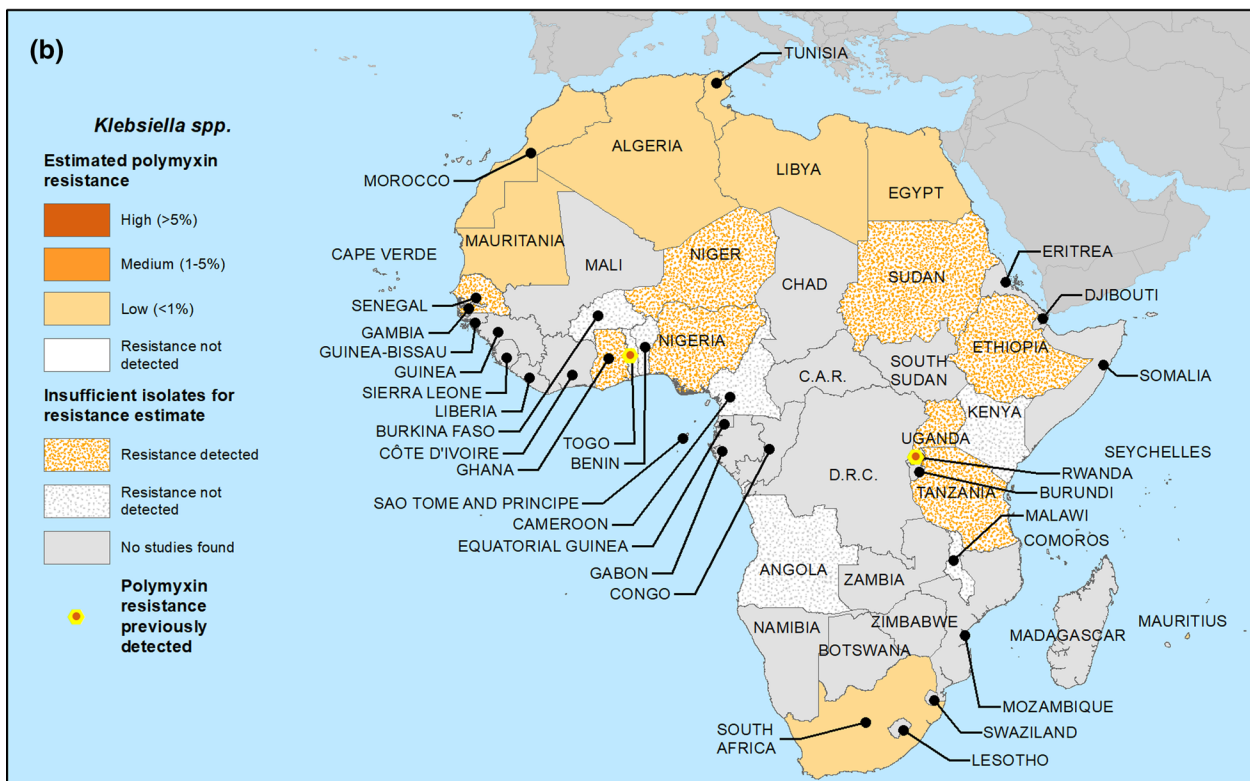 (b)
Klebsiella spp.
Estimated polymyxin
resistance
High (>5%)
Medium (1-5%)
Low (<1%)
Resistance not
detected
Insufficient isolates for
resistance estimate
Resistance detected
Resistance not
detected
No studies found
Polymyxin
resistance
previously
detected
TUNISIA
ALGERIA
LIBYA
EGYPT
MOROCCO
MAURITANIA
CAPE VERDE
MALI
NIGER
CHAD
SUDAN
ERITREA
DJIBOUTI
SENEGAL
GAMBIA
GUINEA-BISSAU
GUINEA
SIERRA LEONE
LIBERIA
BURKINA FASO
CÔTE D'IVOIRE
GHANA
TOGO
BENIN
NIGERIA
ETHIOPIA
SOUTH
SUDAN
C.A.R.
SOMALIA
KENYA
UGANDA
SEYCHELLES
RWANDA
BURUNDI
D.R.C.
TANZANIA
SAO TOME AND PRINCIPE
CAMEROON
EQUATORIAL GUINEA
GABON
CONGO
MALAWI
COMOROS
ANGOLA
ZAMBIA
ZIMBABWE
NAMIBIA
BOTSWANA
MADAGASCAR
MAURITIUS
MOZAMBIQUE
SWAZILAND
LESOTHO
SOUTH
AFRICA